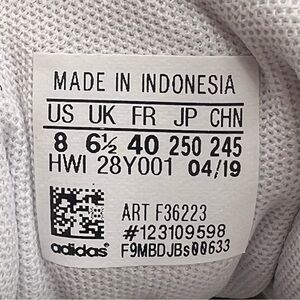 MADE IN INDONESIA
US UK FR JP CHN
8 6½ 40 250 245
HWI 28Y001 04/19
ART F36223
#123109598
adidas F9MBDJBs00633